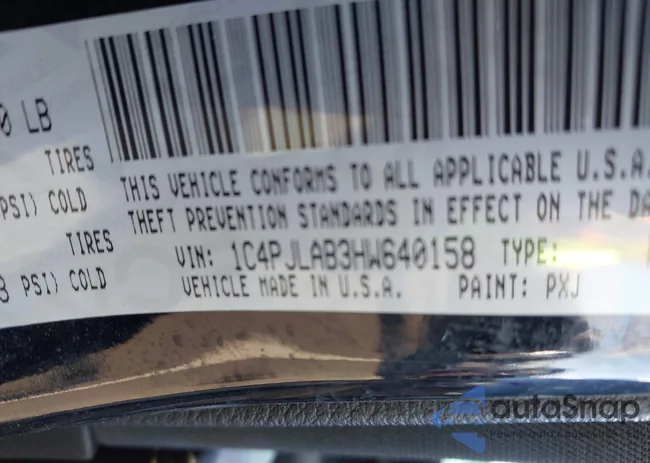 0 LB
TIRES
PSI) COLD
TIRES
PSI) COLD
THIS VEHICLE CONFORMS TO ALL APPLICABLE U.S.A.
THEFT PREVENTION STANDARDS IN EFFECT ON THE DA
VIN: 1C4PJLAB3HW640158 TYPE:
VEHICLE MADE IN U.S.A. PAINT: PXJ
autoSnap